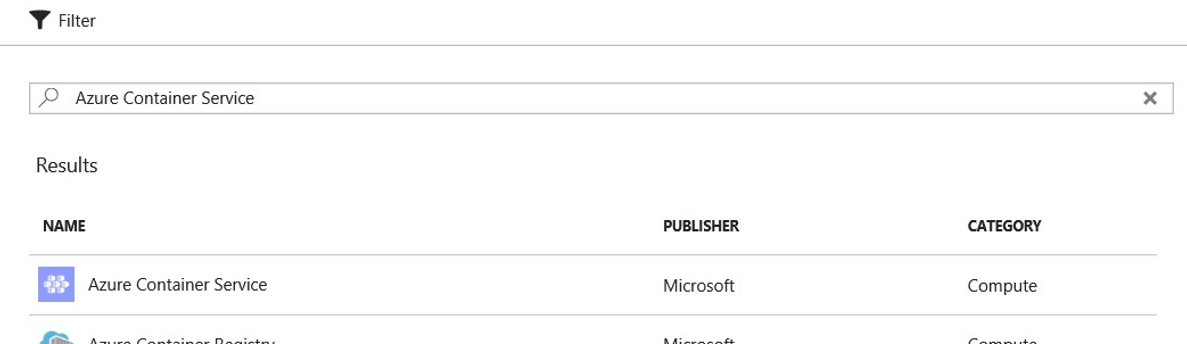 Filter
Azure Container Service
Results
NAME PUBLISHER CATEGORY
Azure Container Service Microsoft Compute
Azure Container Registry Microsoft Compute